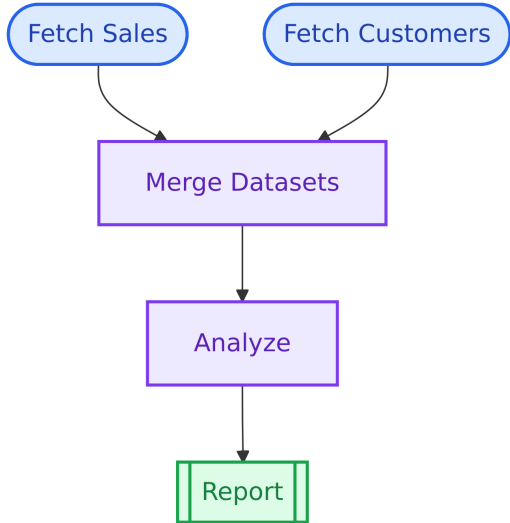 Fetch Sales
Fetch Customers
Merge Datasets
Analyze
Report